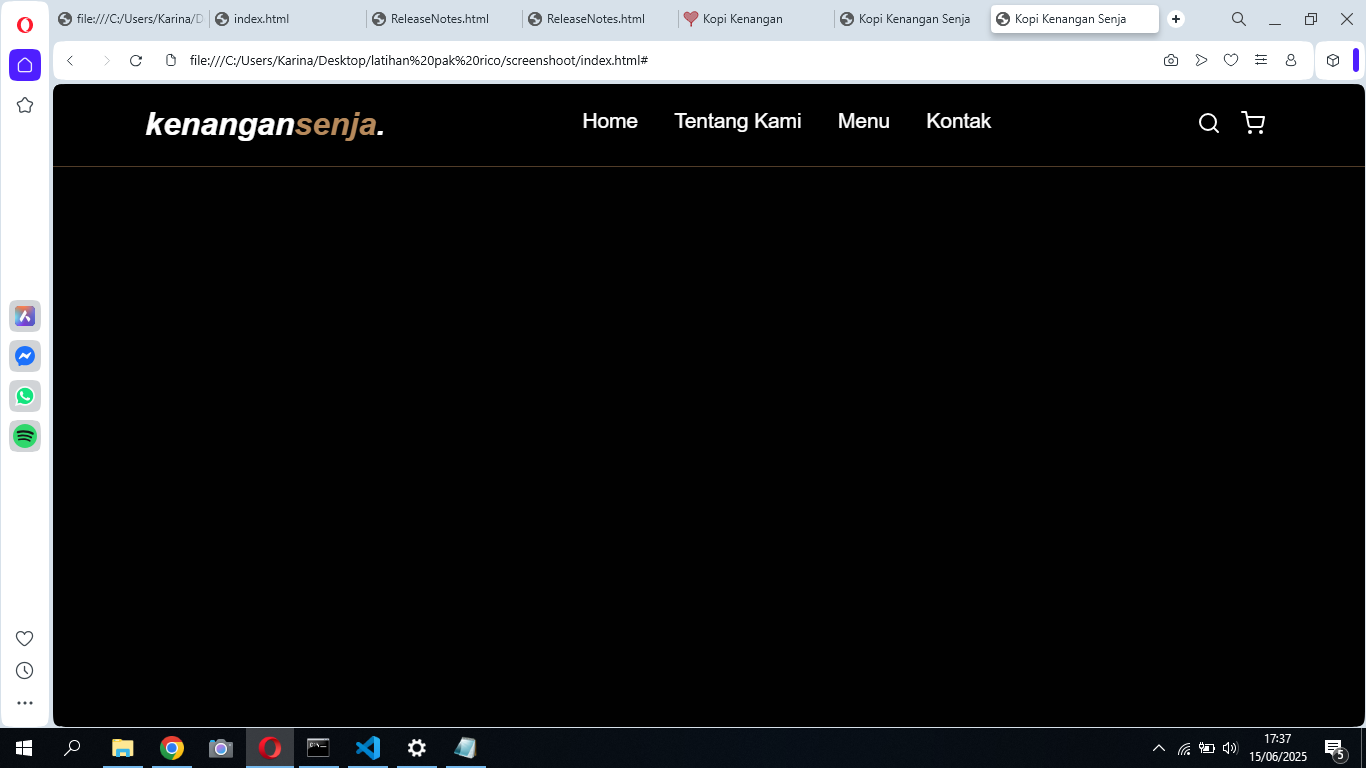 file:///C:/Users/Karina/D
index.html
ReleaseNotes.html
ReleaseNotes.html
Kopi Kenangan
Kopi Kenangan Senja
Kopi Kenangan Senja
file:///C:/Users/Karina/Desktop/latihan%20pak%20rico/screenshoot/index.html#
kenangansenja.
Home
Tentang Kami
Menu
Kontak
17:37
15/06/2025
5